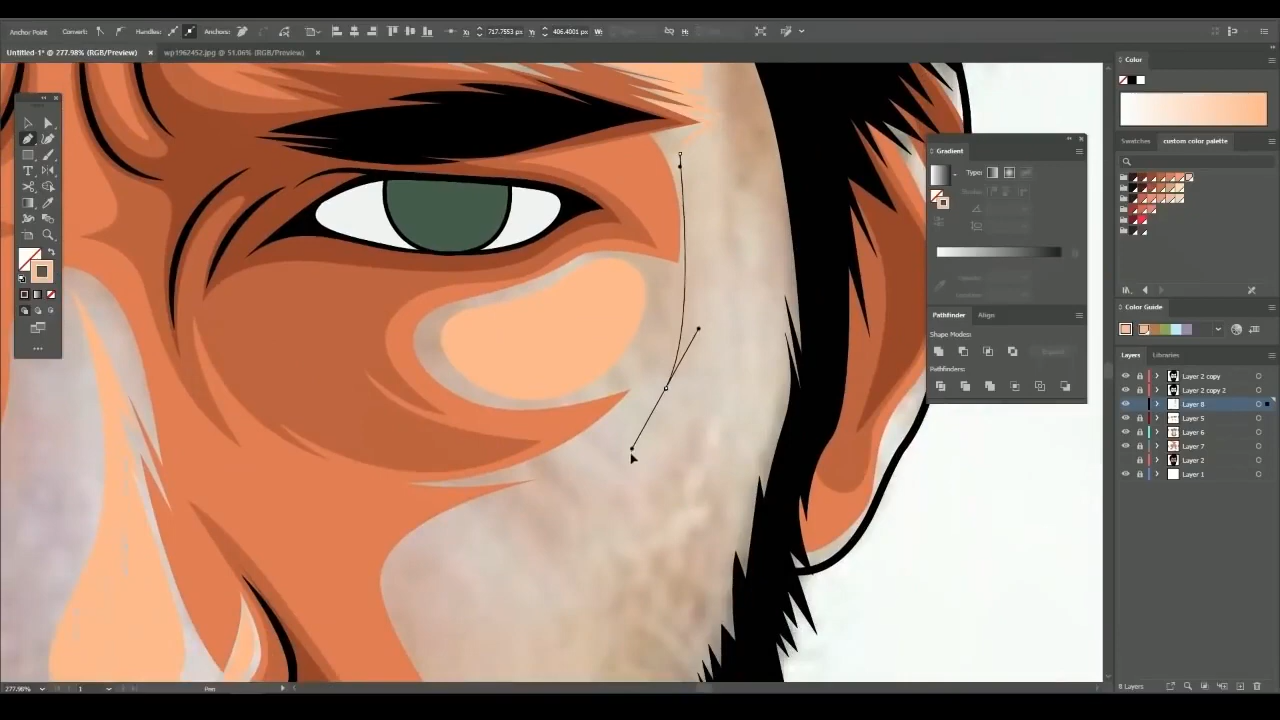 Anchor Point Convert: Handles: Anchors: X: 717.7553 px Y: 406.4001 px W: H:
Untitled-1* @ 277.98% (RGB/Preview) × wp1962452.jpg @ 51.06% (RGB/Preview) ×
Color
Swatches custom color palette
Gradient
Type:
Pathfinder Align
Shape Modes:
Expand
Pathfinders:
Color Guide
Layers Libraries
Layer 2 copy
Layer 2 copy 2
Layer 8
Layer 5
Layer 6
Layer 7
Layer 2
Layer 1
277.98% 1 Pen
8 Layers